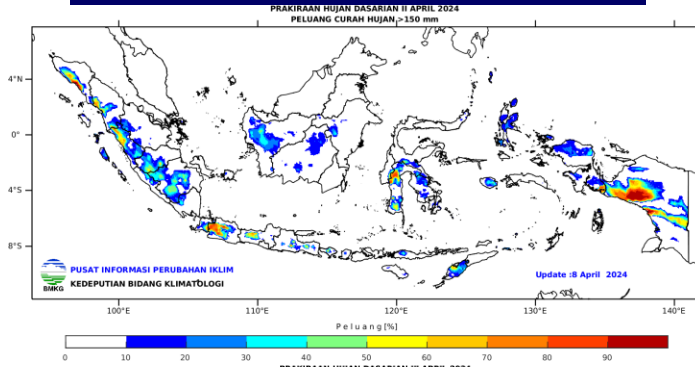 PRAKIRAAN HUJAN DASARIAN II APRIL 2024
PELUANG CURAH HUJAN >150 mm
4°N
0°
4°S
8°S
BMKG
PUSAT INFORMASI PERUBAHAN IKLIM
KEDEPUTIAN BIDANG KLIMATOLOGI
Update :8 April 2024
100°E 110°E 120°E 130°E 140°E
Peluang[%]
0 10 20 30 40 50 60 70 80 90